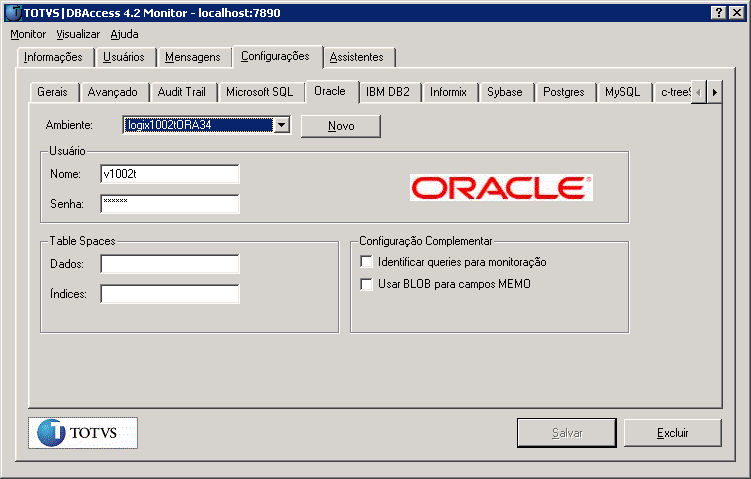 TOTVS|DBAccess 4.2 Monitor - localhost:7890
Monitor Visualizar Ajuda
Informações Usuários Mensagens Configurações Assistentes
Gerais Avançado Audit Trail Microsoft SQL Oracle IBM DB2 Informix Sybase Postgres MySQL c-treeS
Ambiente: logix1002tORA34 Novo
Usuário
Nome: v1002t
ORACLE®
Senha: ******
Table Spaces Configuração Complementar
Dados: Identificar queries para monitoração
Índices: Usar BLOB para campos MEMO
TOTVS Salvar Excluir